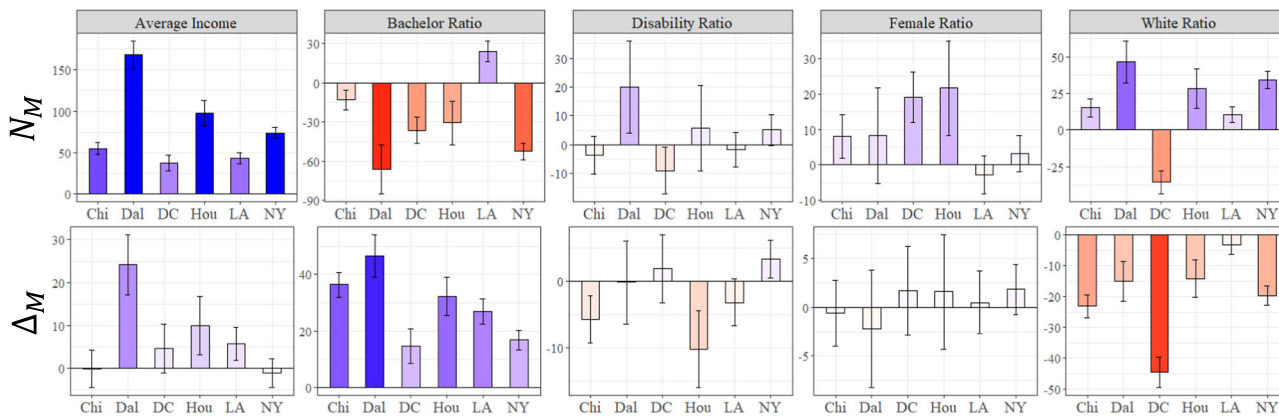 Average Income Bachelor Ratio Disability Ratio Female Ratio White Ratio
N_M
150 100 50 0
30 0 -30 -60 -90
20 10 0 -10
30 20 10 0 -10
50 25 0 -25
Chi Dal DC Hou LA NY Chi Dal DC Hou LA NY Chi Dal DC Hou LA NY Chi Dal DC Hou LA NY Chi Dal DC Hou LA NY
Δ_M
30 20 10 0
40 20 0
0 -10
5 0 -5
0 -10 -20 -30 -40 -50
Chi Dal DC Hou LA NY Chi Dal DC Hou LA NY Chi Dal DC Hou LA NY Chi Dal DC Hou LA NY Chi Dal DC Hou LA NY